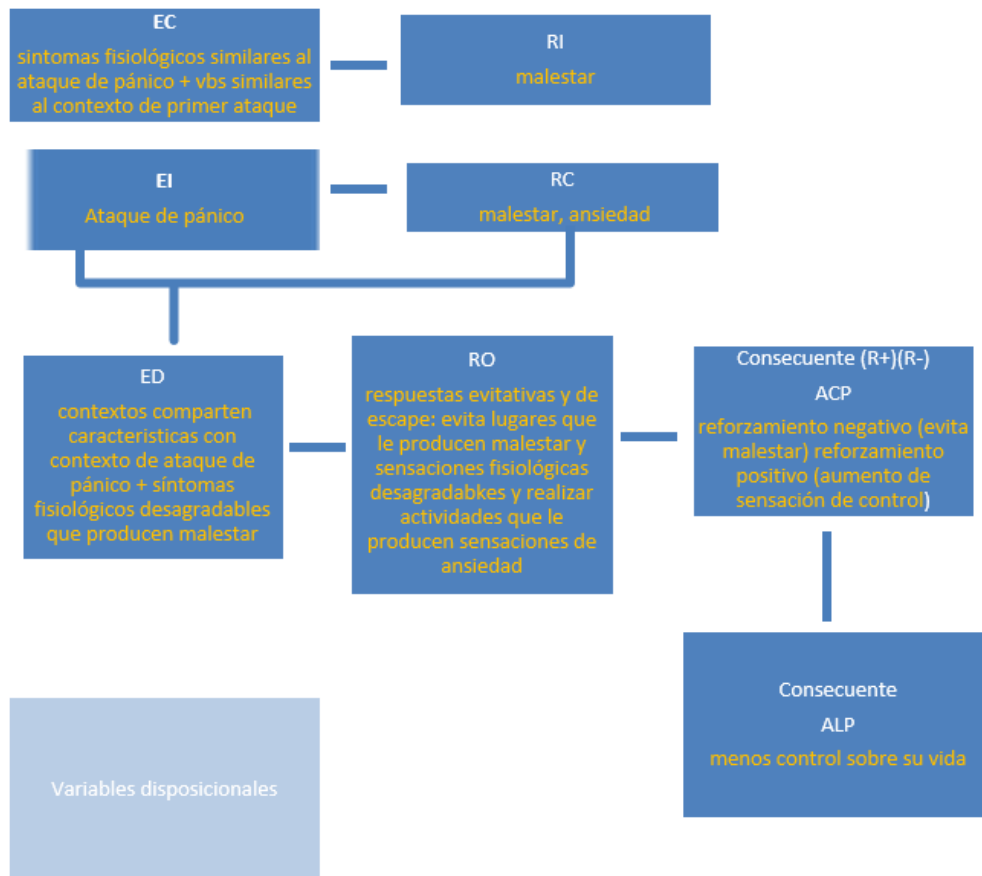 EC
sintomas fisiológicos similares al
ataque de pánico + vbs similares
al contexto de primer ataque
RI
malestar
EI
Ataque de pánico
RC
malestar, ansiedad
ED
contextos comparten
caracteristicas con
contexto de ataque de
pánico + síntomas
fisiológicos desagradables
que producen malestar
RO
respuestas evitativas y de
escape: evita lugares que
le producen malestar y
sensaciones fisiológicas
desagradabkes y realizar
actividades que le
producen sensaciones de
ansiedad
Consecuente (R+)(R-)
ACP
reforzamiento negativo (evita
malestar) reforzamiento
positivo (aumento de
sensación de control)
Consecuente
ALP
menos control sobre su vida
Variables disposicionales